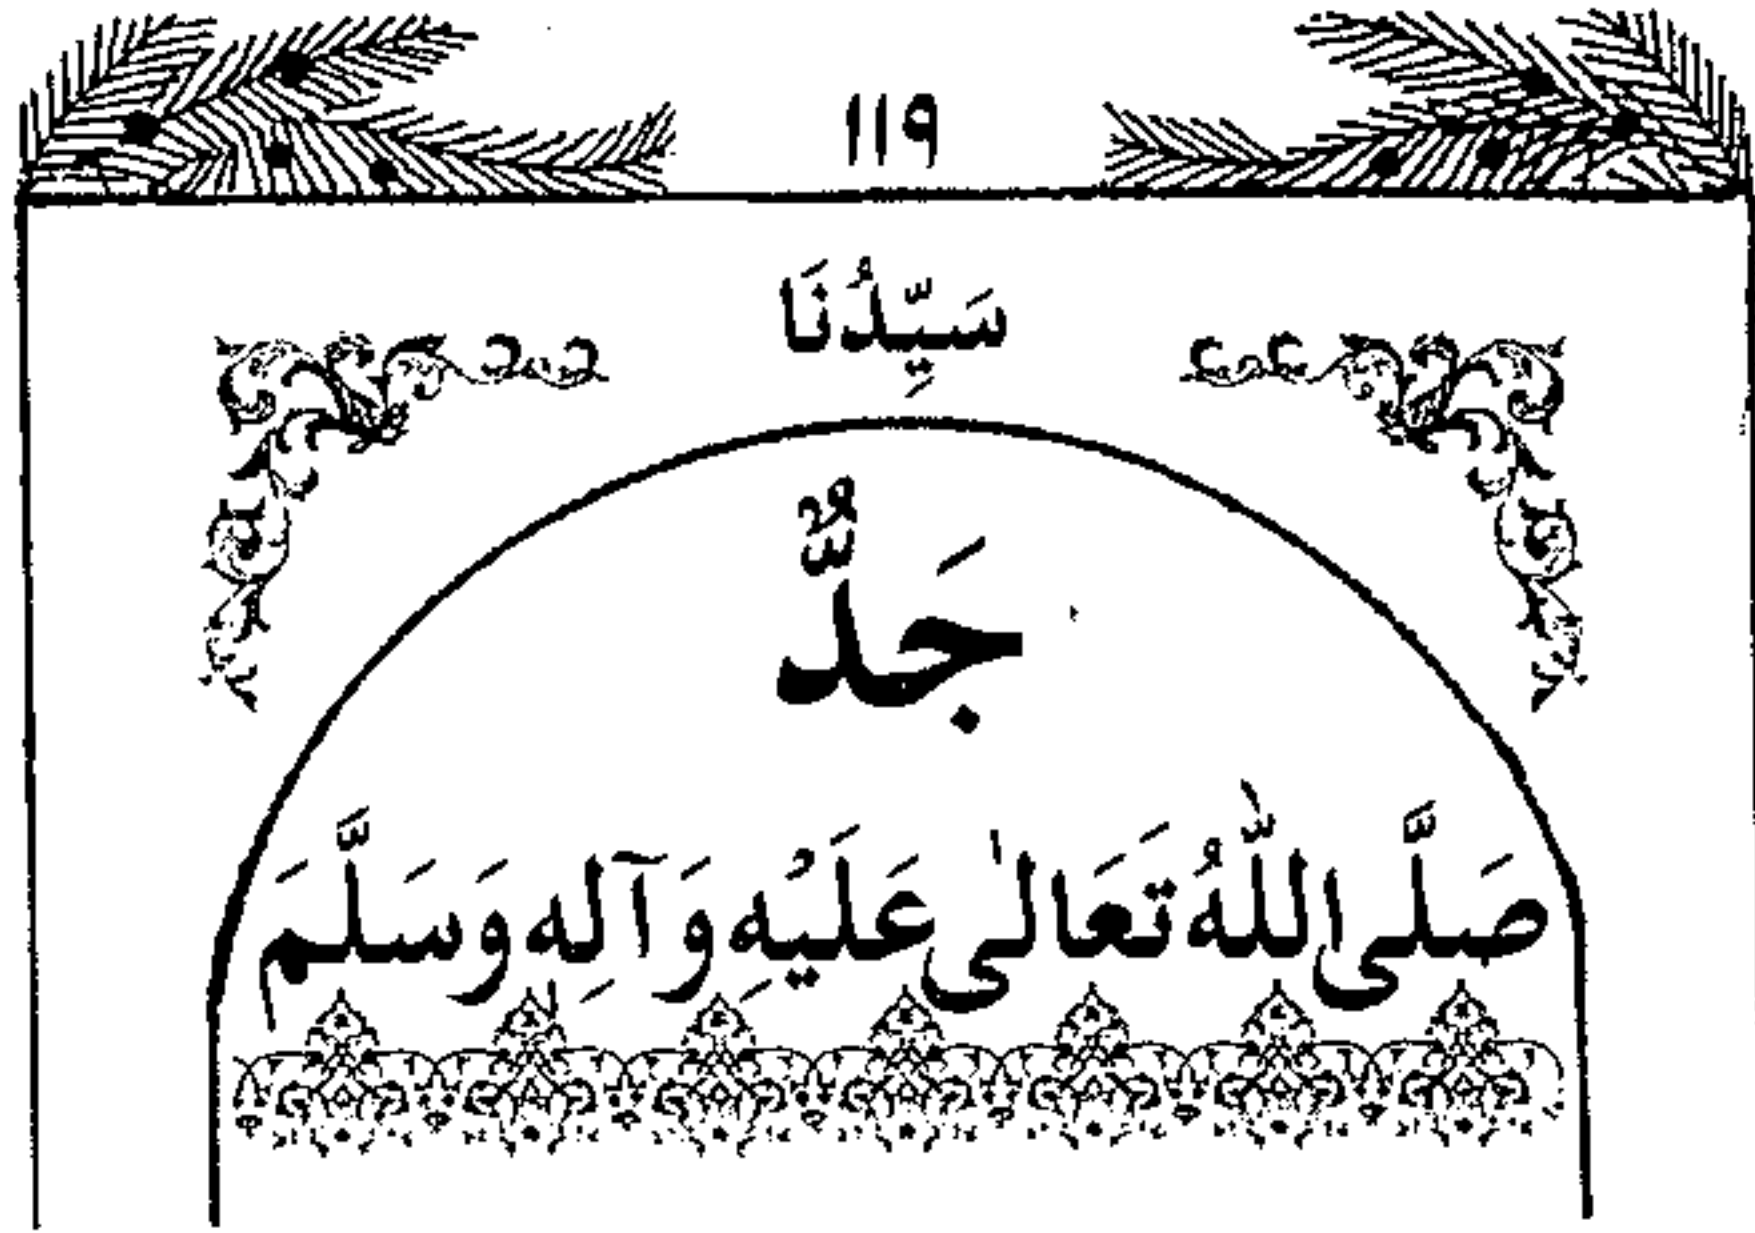 ۱۱۹
سَيِّدُنَا
جَدٌّ
صَلَّى اللّٰهُ تَعَالٰى عَلَيْهِ وَآلِهٖ وَسَلَّمَ